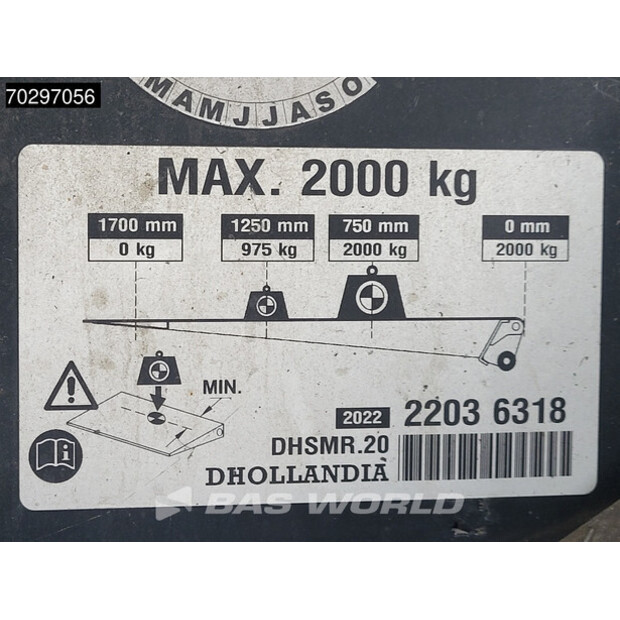 70297056
MAMJJASO
MAX. 2000 kg
1700 mm 1250 mm 750 mm 0 mm
0 kg 975 kg 2000 kg 2000 kg
MIN.
2022 2203 6318
DHSMR.20
DHOLLANDIÀ
BAS WORLD